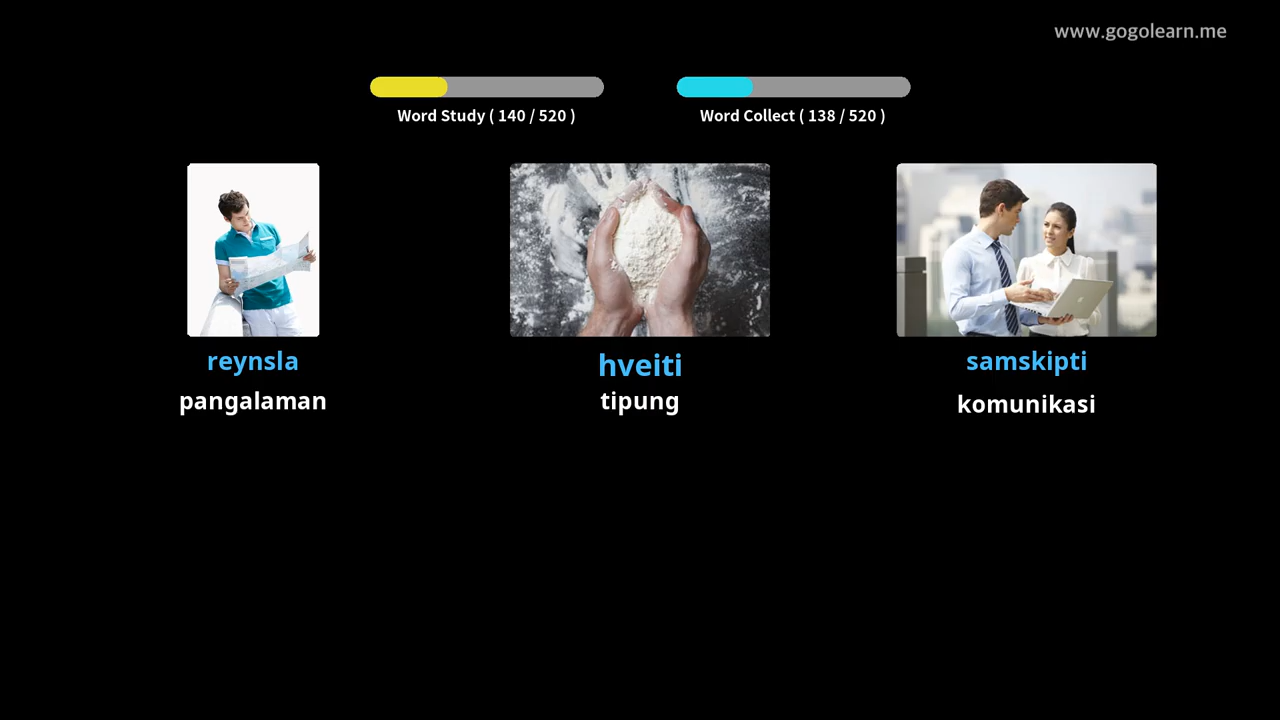 www.gogolearn.me
Word Study ( 140 / 520 )
Word Collect ( 138 / 520 )
reynsla
hveiti
samskipti
pangalaman
tipung
komunikasi